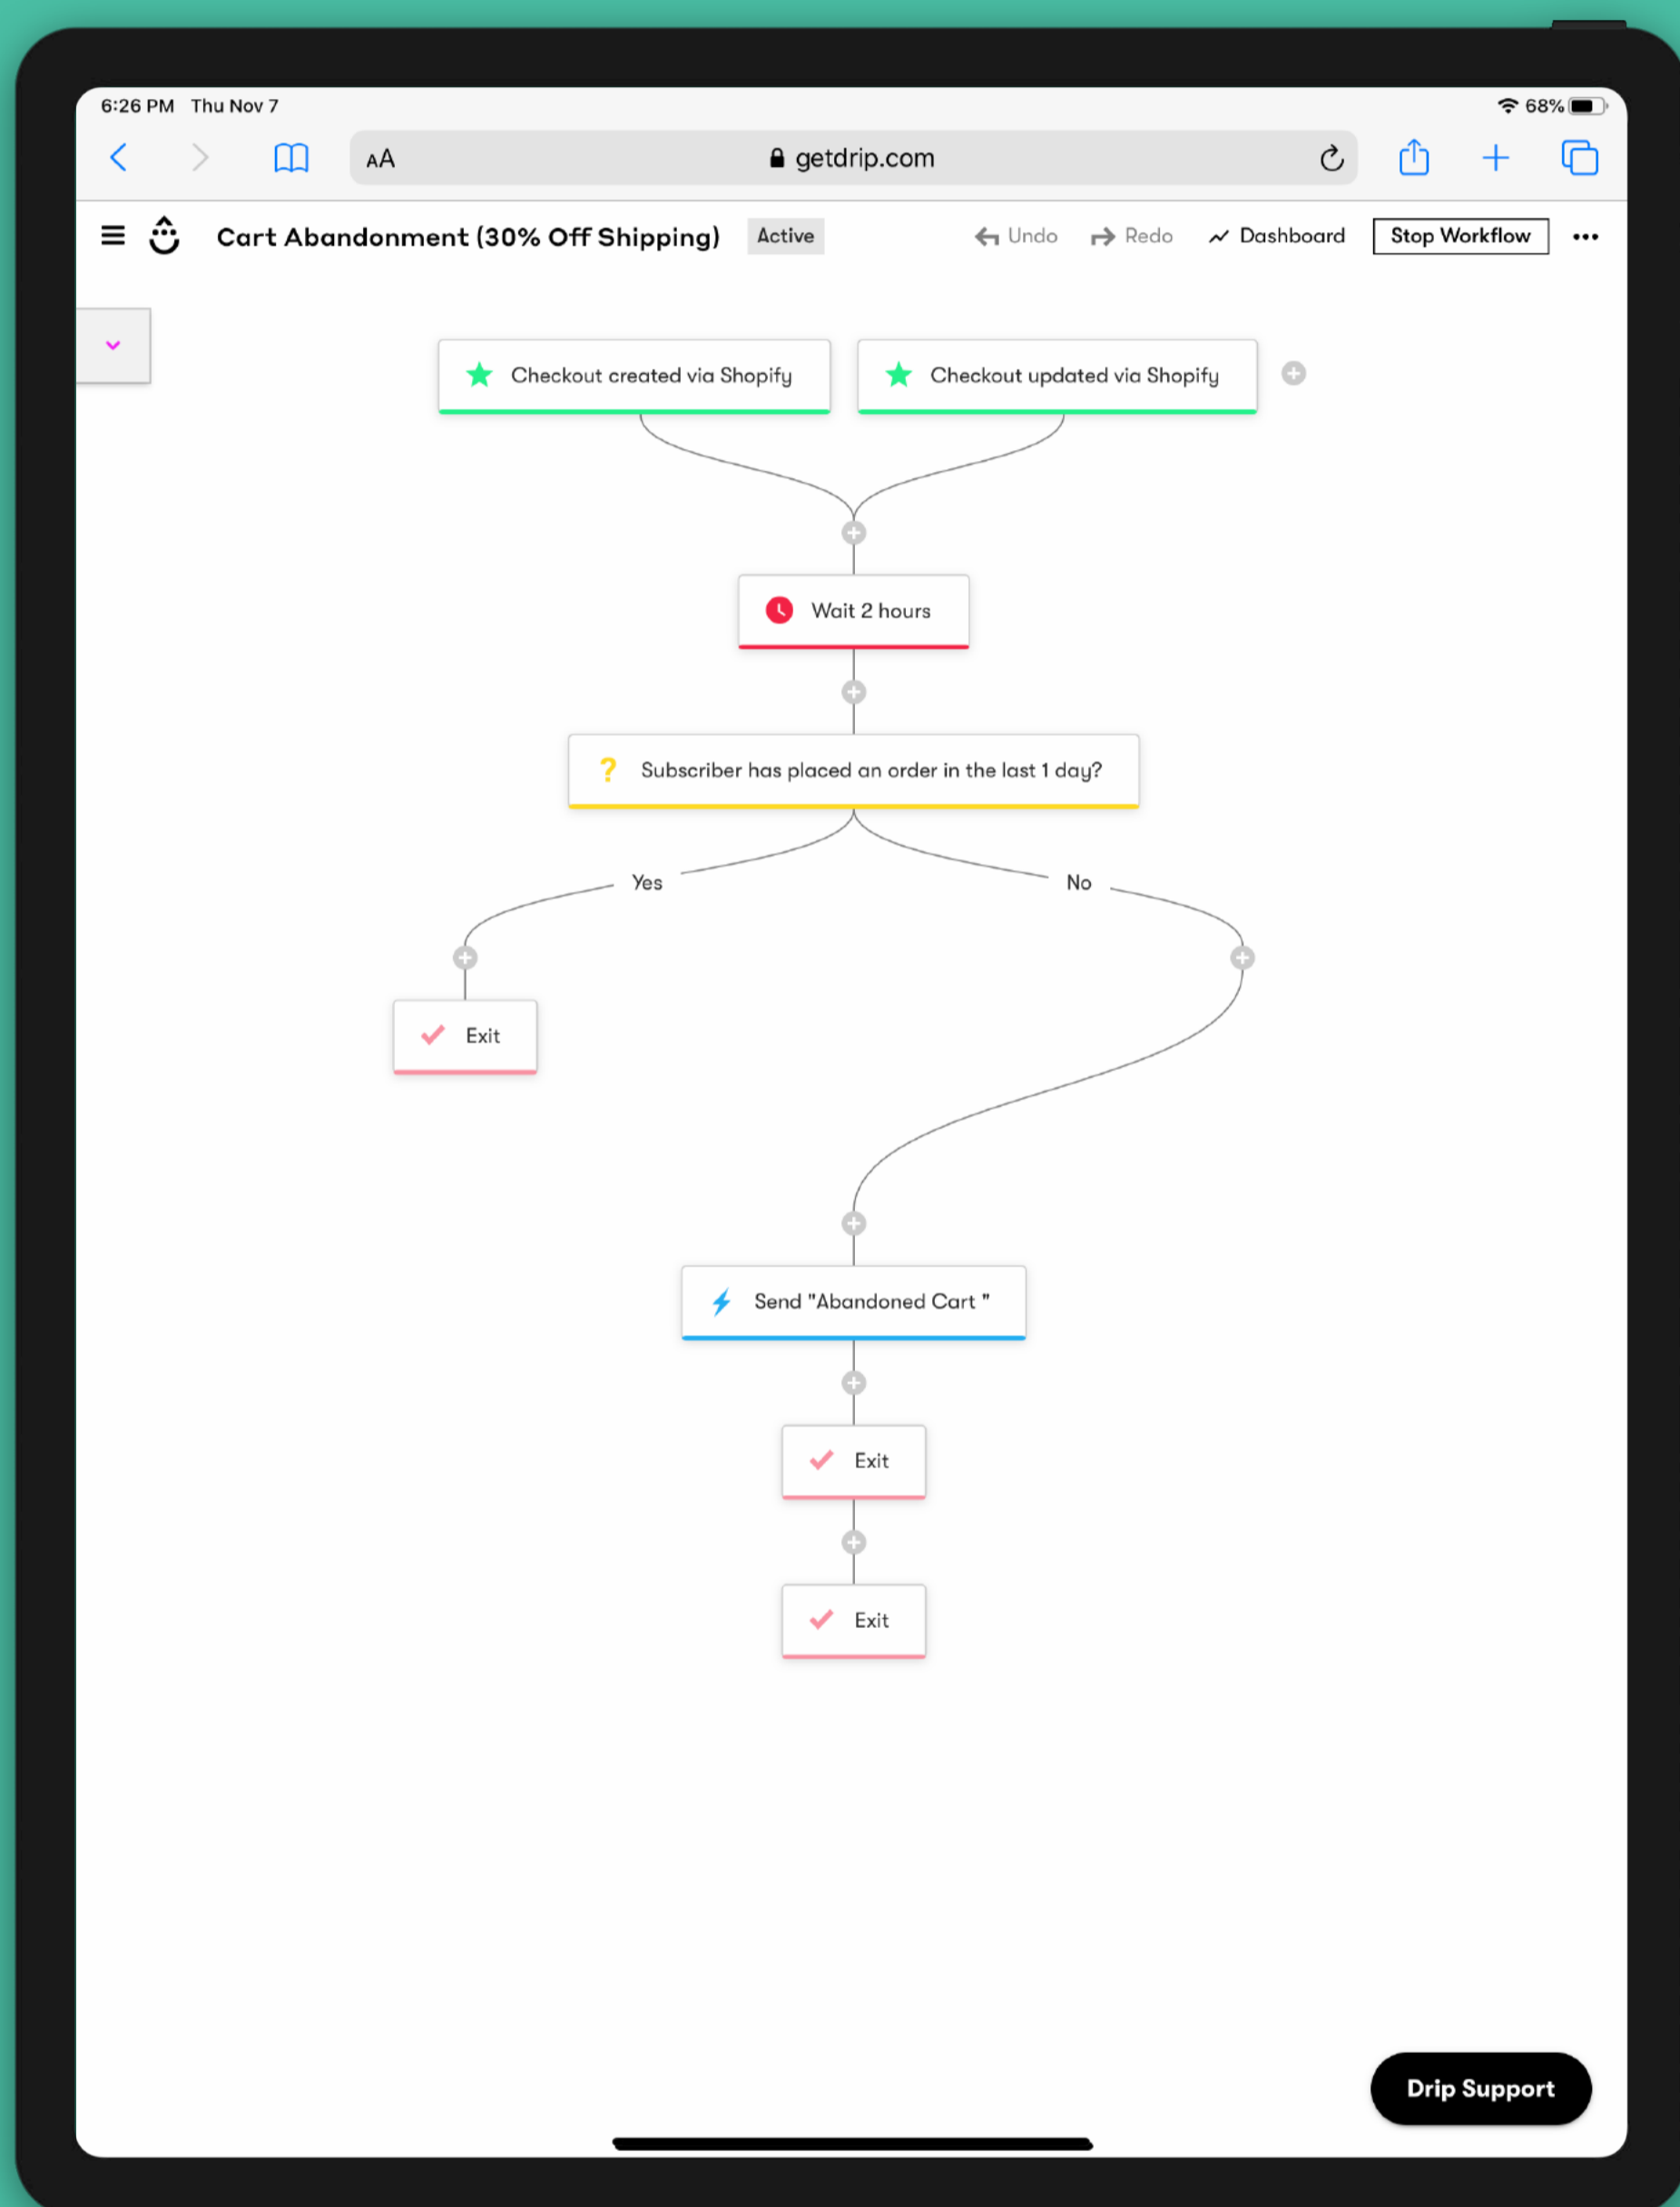 6:26 PM Thu Nov 7
68%
AA
getdrip.com
Cart Abandonment (30% Off Shipping)
Active
Undo
Redo
Dashboard
Stop Workflow
Checkout created via Shopify
Checkout updated via Shopify
Wait 2 hours
? Subscriber has placed an order in the last 1 day?
Yes
No
Exit
Send "Abandoned Cart "
Exit
Exit
Drip Support